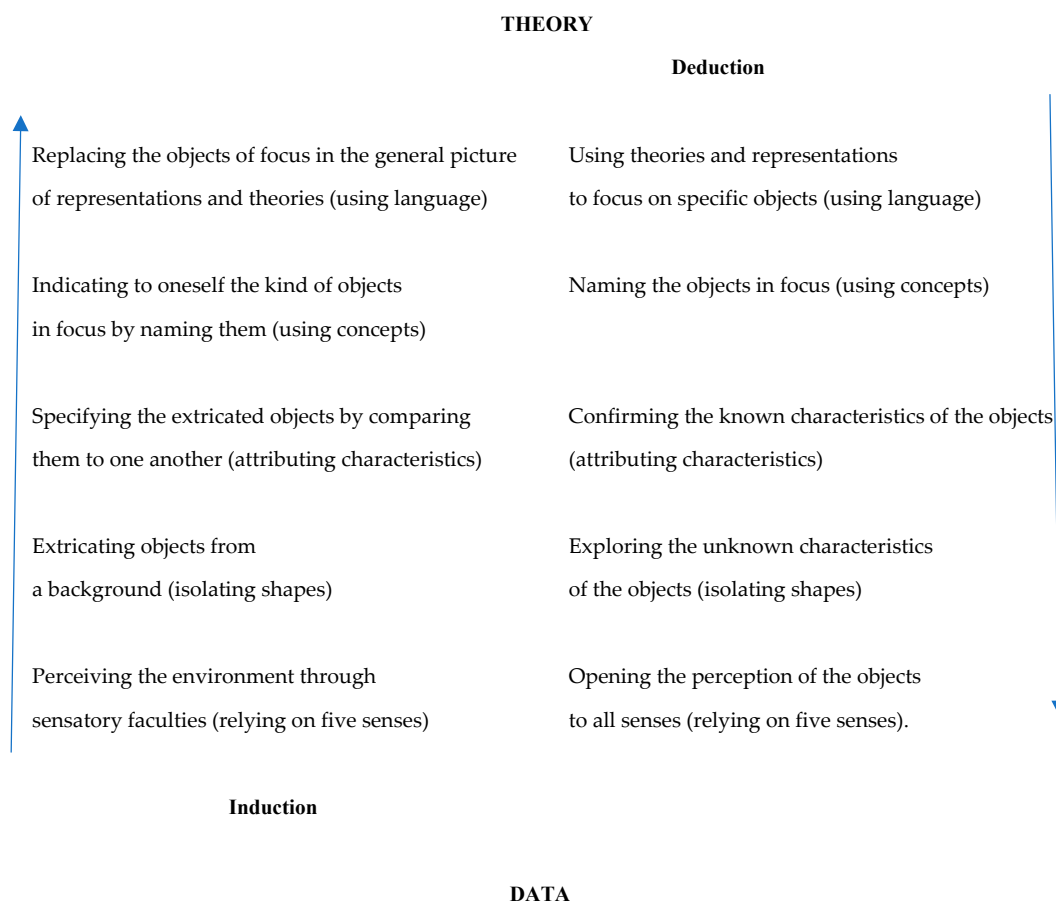 THEORY
Deduction
Replacing the objects of focus in the general picture
of representations and theories (using language)
Using theories and representations
to focus on specific objects (using language)
Indicating to oneself the kind of objects
in focus by naming them (using concepts)
Naming the objects in focus (using concepts)
Specifying the extricated objects by comparing
them to one another (attributing characteristics)
Confirming the known characteristics of the objects
(attributing characteristics)
Extricating objects from
a background (isolating shapes)
Exploring the unknown characteristics
of the objects (isolating shapes)
Perceiving the environment through
sensatory faculties (relying on five senses)
Opening the perception of the objects
to all senses (relying on five senses).
Induction
DATA